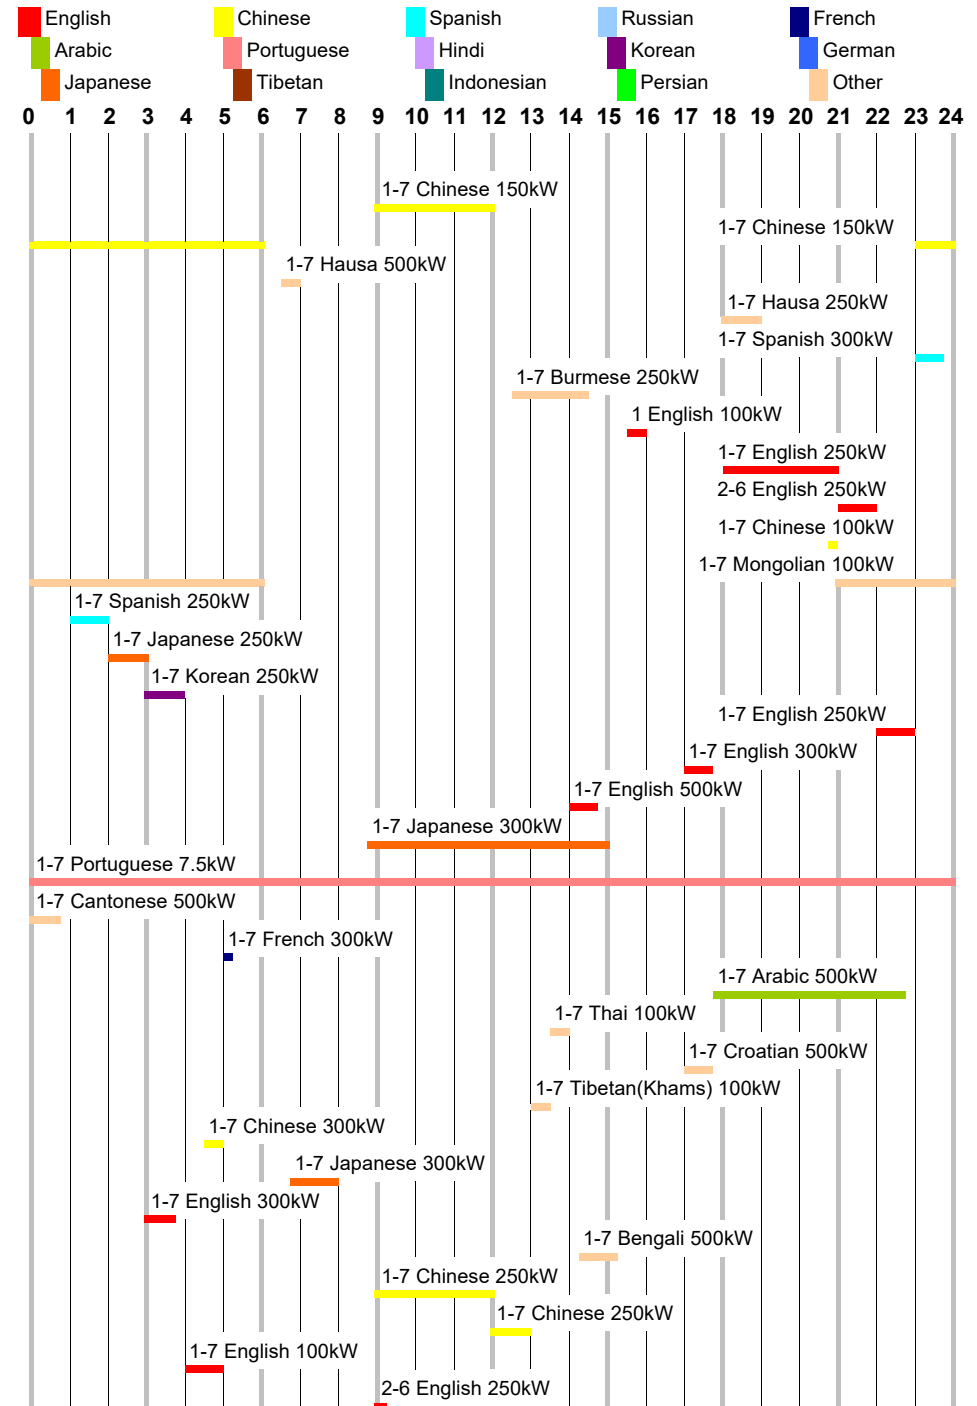 English Chinese Spanish Russian French
Arabic Portuguese Hindi Korean German
Japanese Tibetan Indonesian Persian Other
0 1 2 3 4 5 6 7 8 9 10 11 12 13 14 15 16 17 18 19 20 21 22 23 24
1-7 Chinese 150kW
1-7 Chinese 150kW
1-7 Hausa 500kW
1-7 Hausa 250kW
1-7 Spanish 300kW
1-7 Burmese 250kW
1 English 100kW
1-7 English 250kW
2-6 English 250kW
1-7 Chinese 100kW
1-7 Mongolian 100kW
1-7 Spanish 250kW
1-7 Japanese 250kW
1-7 Korean 250kW
1-7 English 250kW
1-7 English 300kW
1-7 English 500kW
1-7 Japanese 300kW
1-7 Portuguese 7.5kW
1-7 Cantonese 500kW
1-7 French 300kW
1-7 Arabic 500kW
1-7 Thai 100kW
1-7 Croatian 500kW
1-7 Tibetan(Khams) 100kW
1-7 Chinese 300kW
1-7 Japanese 300kW
1-7 English 300kW
1-7 Bengali 500kW
1-7 Chinese 250kW
1-7 Chinese 250kW
1-7 English 100kW
2-6 English 250kW